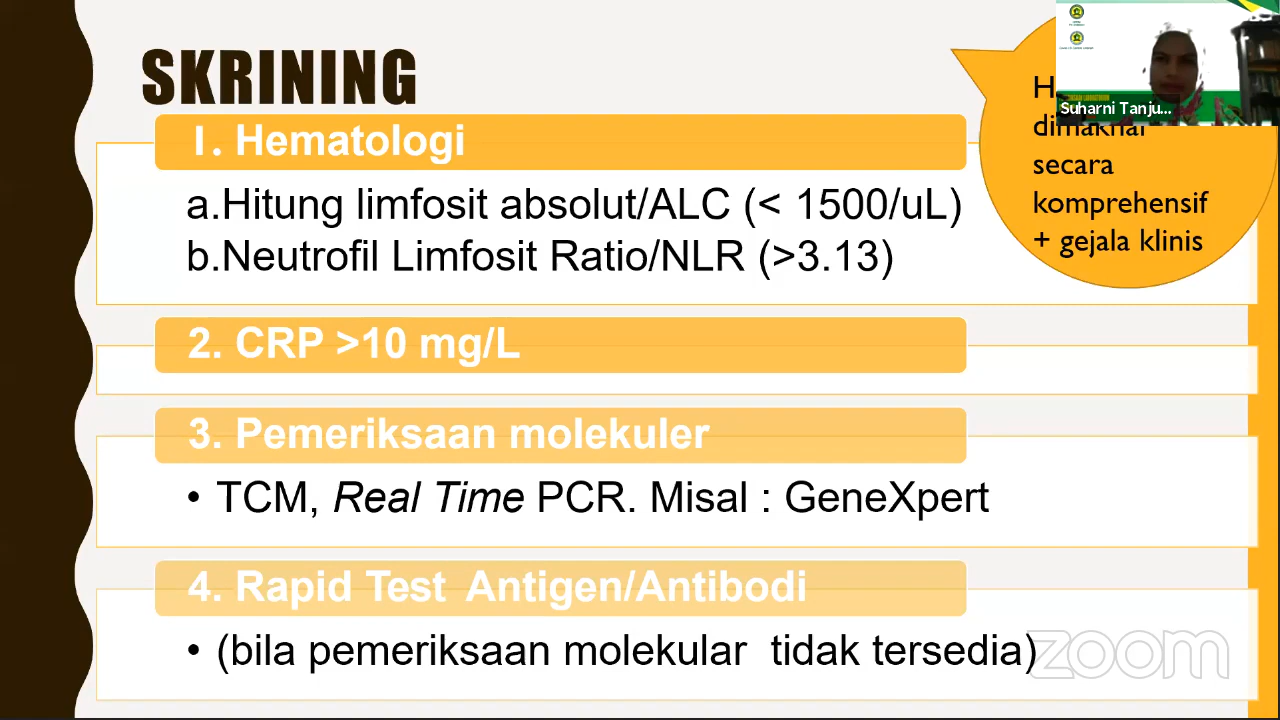 SKRINING
1. Hematologi
a.Hitung limfosit absolut/ALC (< 1500/uL)
b.Neutrofil Limfosit Ratio/NLR (>3.13)
2. CRP >10 mg/L
3. Pemeriksaan molekuler
• TCM, Real Time PCR. Misal : GeneXpert
4. Rapid Test Antigen/Antibodi
• (bila pemeriksaan molekular tidak tersedia)
dimaknai
secara
komprehensif
+ gejala klinis
Suharni Tanju...
zoom